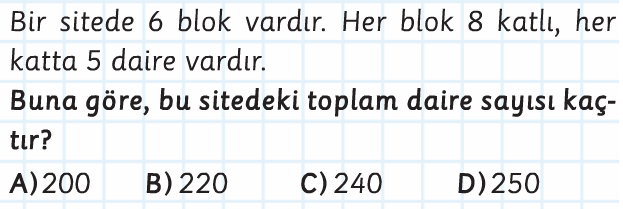 Bir sitede 6 blok vardır. Her blok 8 katlı, her
katta 5 daire vardır.
Buna göre, bu sitedeki toplam daire sayısı kaç-
tır?
A) 200 B) 220 C) 240 D) 250